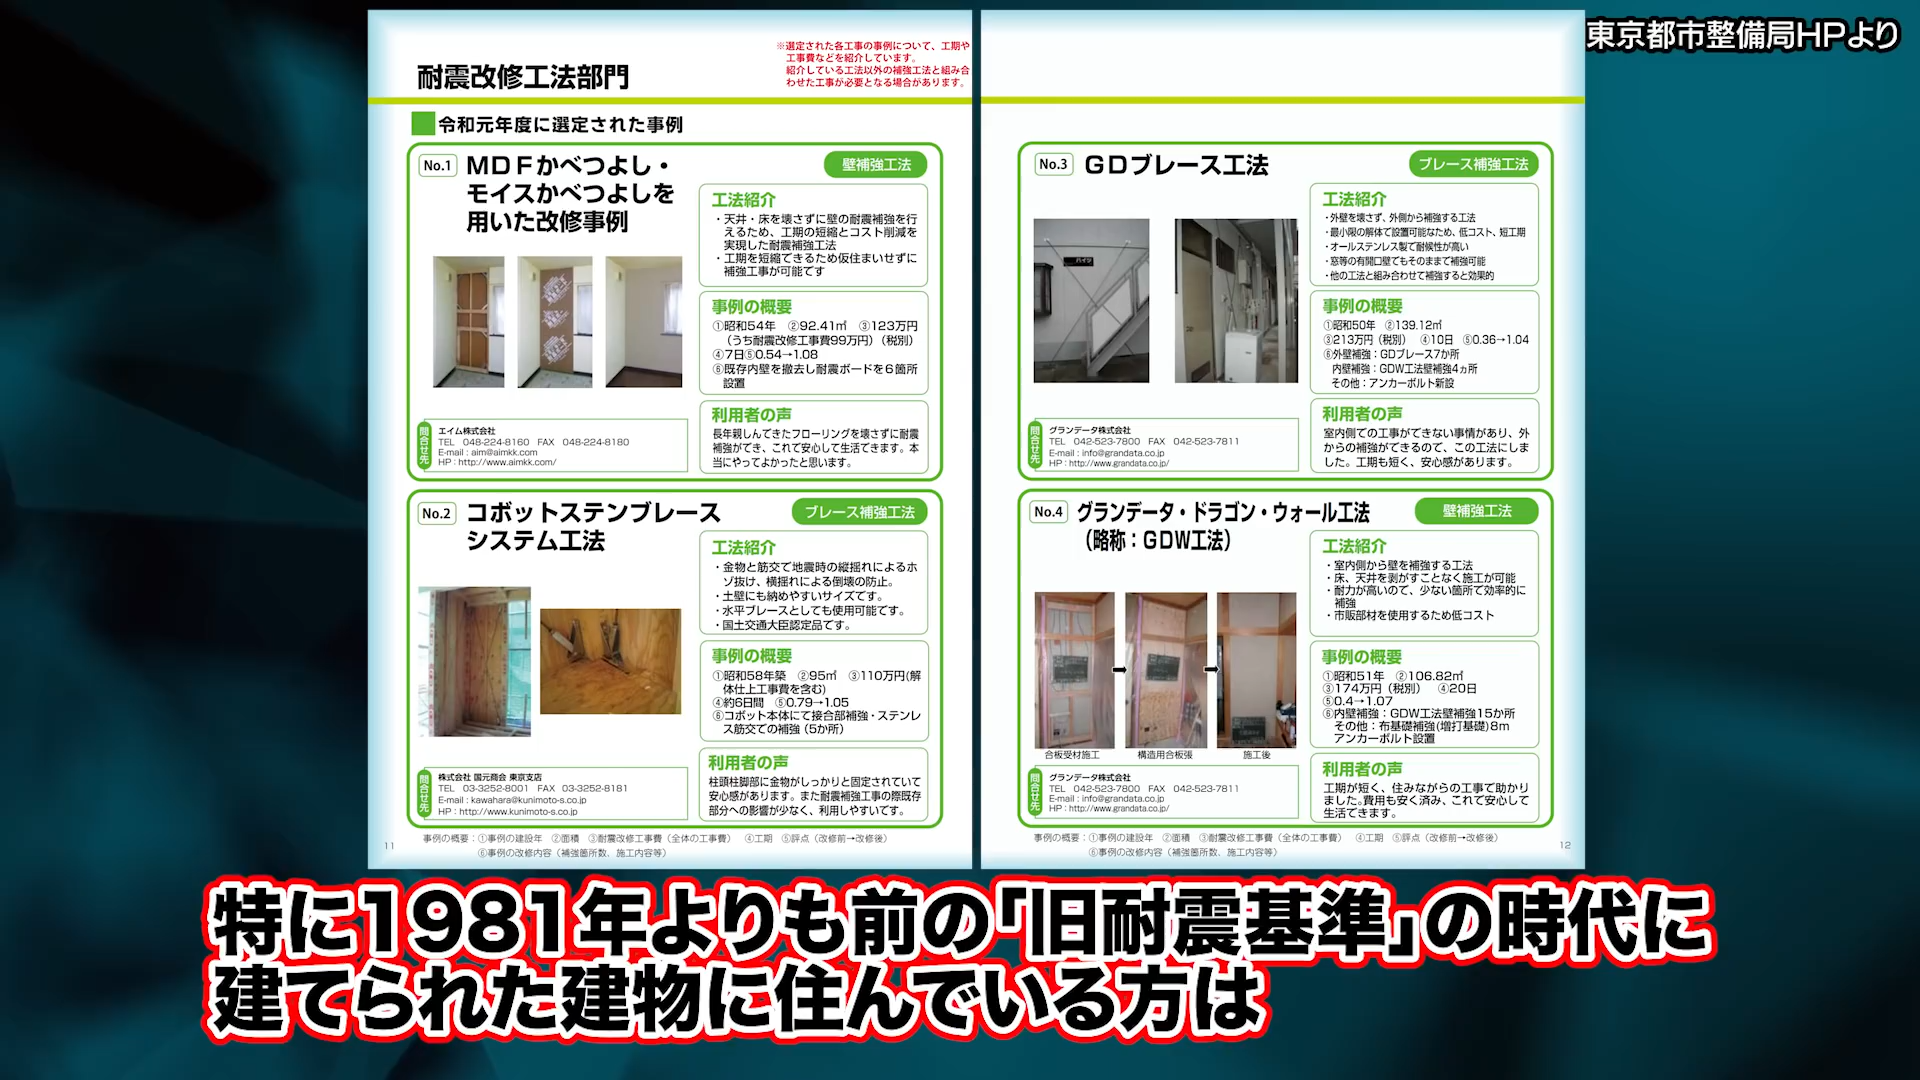 東京都市整備局HPより
耐震改修工法部門
※選定された各工事の事例について、工期や
工事費などを紹介しています。
紹介している工法以外の補強工法と組み合
わせた工事が必要となる場合があります。
令和元年度に選定された事例
No.1
MDFかべつよし・
モイスかべつよしを
用いた改修事例
壁補強工法
工法紹介
・天井・床を壊さずに壁の耐震補強を行
えるため、工期の短縮とコスト削減を
実現した耐震補強工法
・工期を短縮できるため仮住まいせずに
補強工事が可能です
事例の概要
①昭和54年 ②92.41㎡ ③123万円
(うち耐震改修工事費99万円)(税別)
④7日⑤0.54→1.08
⑥既存内壁を撤去し耐震ボードを6箇所
設置
利用者の声
長年親しんできたフローリングを壊さずに耐震
補強ができ、これで安心して生活できます。本
当にやってよかったと思います。
問合せ先
エイム株式会社
TEL 048-224-8160 FAX 048-224-8180
E-mail : aim@aimkk.com
HP : http://www.aimkk.com/
No.2
コボットステンブレース
システム工法
ブレース補強工法
工法紹介
・金物と筋交で地震時の縦揺れによるホ
ゾ抜け、横揺れによる倒壊の防止。
・土壁にも納めやすいサイズです。
・水平ブレースとしても使用可能です。
・国土交通大臣認定品です。
事例の概要
①昭和58年築 ②95㎡ ③110万円(解
体仕上工事費を含む)
④約6日間 ⑤0.79→1.05
⑥コボット本体にて接合部補強・ステンレ
ス筋交での補強(5か所)
利用者の声
柱頭柱脚部に金物がしっかりと固定されていて
安心感があります。また耐震補強工事の際既存
部分への影響が少なく、利用しやすいです。
問合せ先
株式会社 国元商会 東京支店
TEL 03-3252-8001 FAX 03-3252-8181
E-mail : kawahara@kunimoto-s.co.jp
HP : http://www.kunimoto-s.co.jp
事例の概要:①事例の建設年 ②面積 ③耐震改修工事費(全体の工事費) ④工期 ⑤評点(改修前→改修後)
⑥事例の改修内容(補強箇所数、施工内容等)
11
No.3
GDブレース工法
ブレース補強工法
工法紹介
・外壁を壊さず、外側から補強する工法
・最小限の解体で設置可能なため、低コスト、短工期
・オールステンレス製で耐候性が高い
・窓等の有開口壁でもそのままで補強可能
・他の工法と組み合わせて補強すると効果的
事例の概要
①昭和50年 ②139.12㎡
③213万円(税別) ④10日 ⑤0.36→1.04
⑥外壁補強:GDブレース7か所
内壁補強:GDW工法壁補強4ヵ所
その他:アンカーボルト新設
利用者の声
室内側での工事ができない事情があり、外
からの補強ができるので、この工法にしま
した。工期も短く、安心感があります。
問合せ先
グランデータ株式会社
TEL 042-523-7800 FAX 042-523-7811
E-mail : info@grandata.co.jp
HP : http://www.grandata.co.jp/
No.4
グランデータ・ドラゴン・ウォール工法
(略称:GDW工法)
壁補強工法
工法紹介
・室内側から壁を補強する工法
・床、天井を剥がすことなく施工が可能
・耐力が高いので、少ない箇所で効率的に
補強
・市販部材を使用するため低コスト
事例の概要
①昭和51年 ②106.82㎡
③174万円(税別) ④20日
⑤0.4→1.07
⑥内壁補強:GDW工法壁補強15か所
その他:布基礎補強(増打基礎)8m
アンカーボルト設置
利用者の声
工期が短く、住みながらの工事で助かり
ました。費用も安く済み、これで安心して
生活できます。
合板受材施工
構造用合板張
施工後
問合せ先
グランデータ株式会社
TEL 042-523-7800 FAX 042-523-7811
E-mail : info@grandata.co.jp
HP : http://www.grandata.co.jp/
事例の概要:①事例の建設年 ②面積 ③耐震改修工事費(全体の工事費) ④工期 ⑤評点(改修前→改修後)
⑥事例の改修内容(補強箇所数、施工内容等)
12
特に1981年よりも前の「旧耐震基準」の時代に
建てられた建物に住んでいる方は